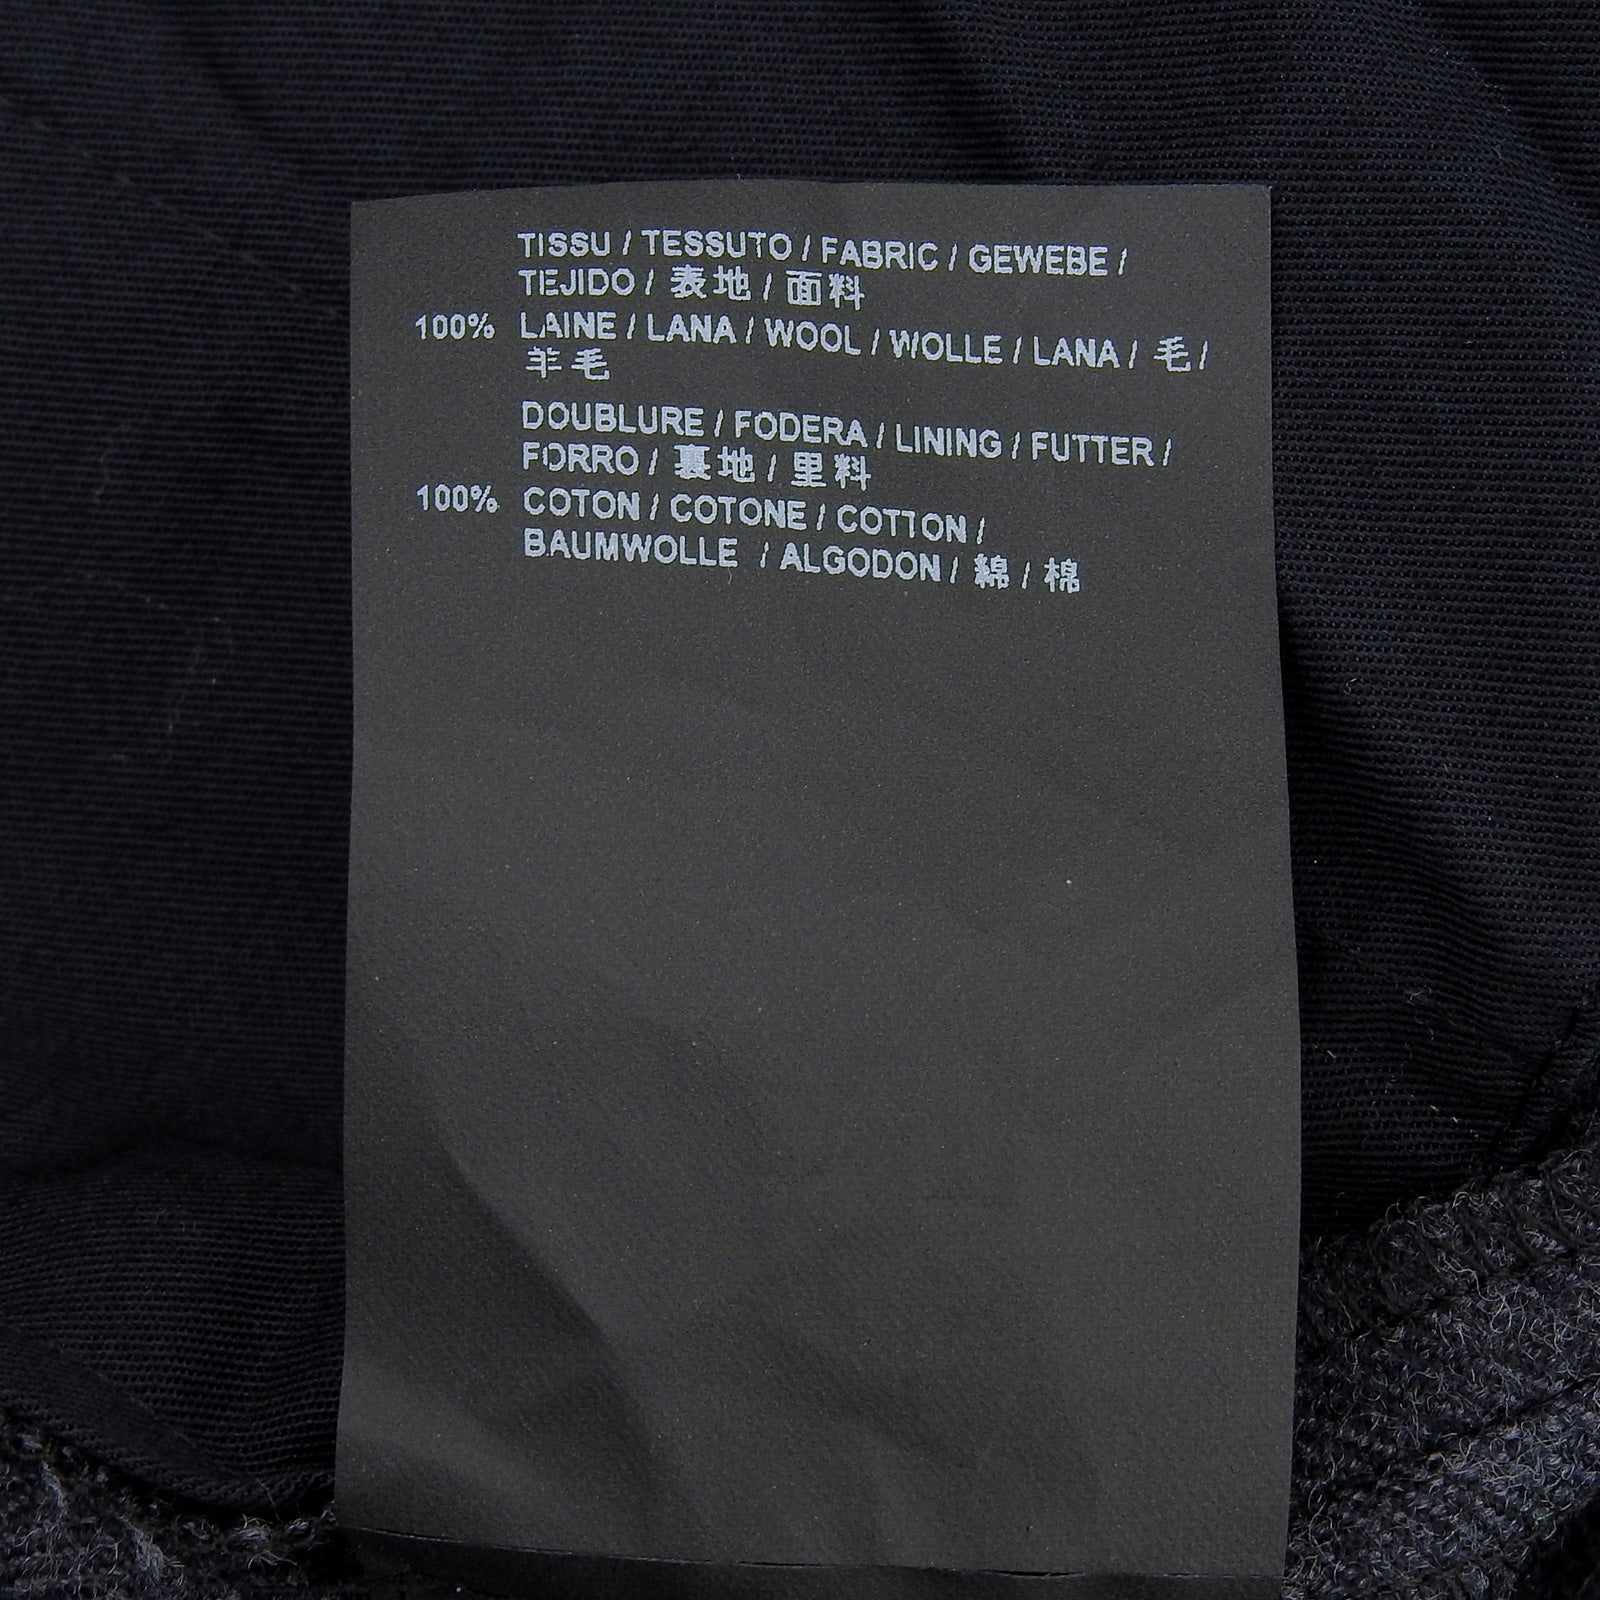 TISSU / TESSUTO / FABRIC / GEWEBE /
TEJIDO / 表地 / 面料
100% LAINE / LANA / WOOL / WOLLE / LANA / 毛 /
羊毛
DOUBLURE / FODERA / LINING / FUTTER /
FORRO / 裏地 / 里料
100% COTON / COTONE / COTTON /
BAUMWOLLE / ALGODON / 綿 / 棉